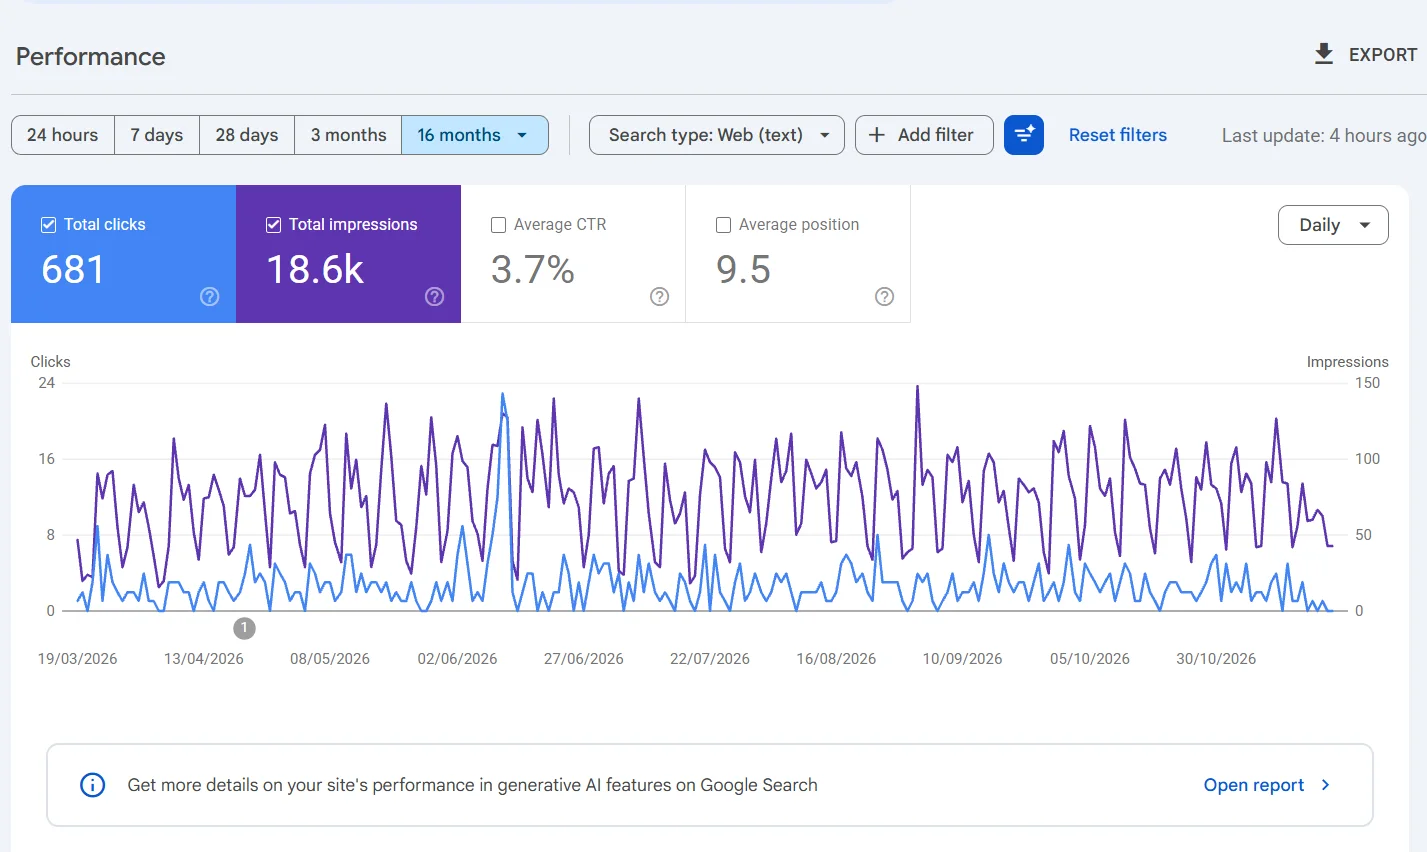 Performance
EXPORT
24 hours 7 days 28 days 3 months 16 months Search type: Web (text) Add filter Reset filters Last update: 4 hours ago
Total clicks Total impressions Average CTR Average position Daily
681 18.6k 3.7% 9.5
Clicks Impressions
24 150
16 100
8 50
0 0
1
19/03/2026 13/04/2026 08/05/2026 02/06/2026 27/06/2026 22/07/2026 16/08/2026 10/09/2026 05/10/2026 30/10/2026
Get more details on your site's performance in generative AI features on Google Search Open report